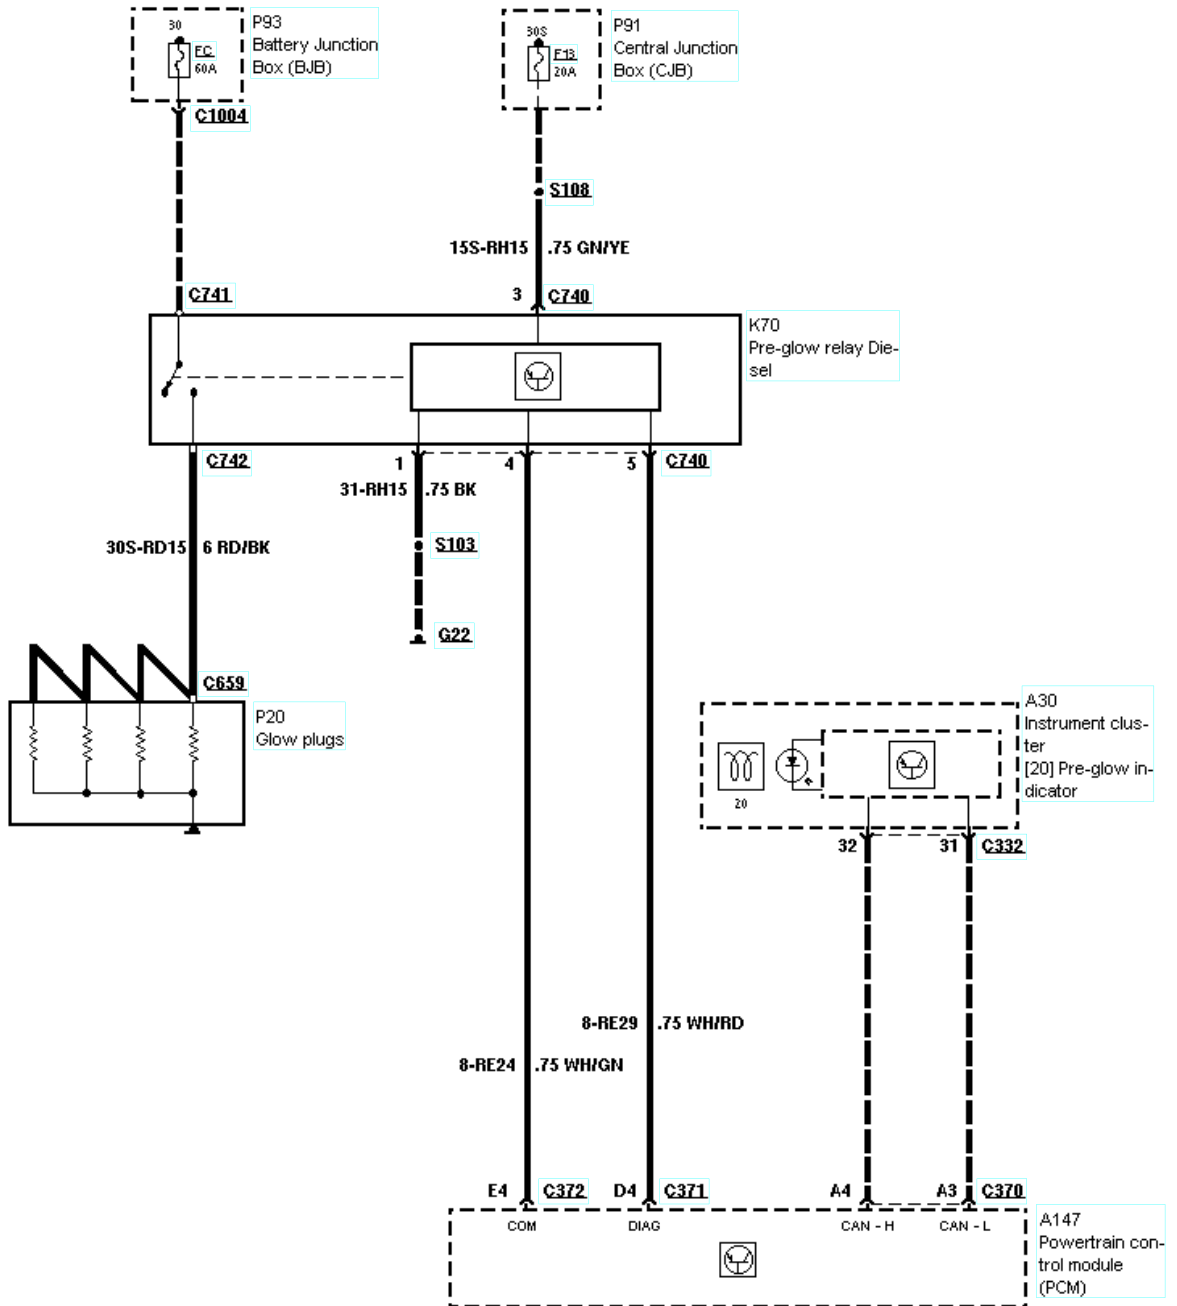 30
FC
60A
P93
Battery Junction
Box (BJB)
C1004
30S
F13
20A
P91
Central Junction
Box (CJB)
S108
15S-RH15 .75 GN/YE
C741
3 C740
K70
Pre-glow relay Die-
sel
C742
1 4 5 C740
31-RH15 .75 BK
30S-RD15 6 RD/BK
S103
G22
C659
P20
Glow plugs
A30
Instrument clus-
ter
[20] Pre-glow in-
dicator
20
32 31 C332
8-RE29 .75 WH/RD
8-RE24 .75 WH/GN
E4 C372 D4 C371 A4 A3 C370
COM DIAG CAN - H CAN - L
A147
Powertrain con-
trol module
(PCM)